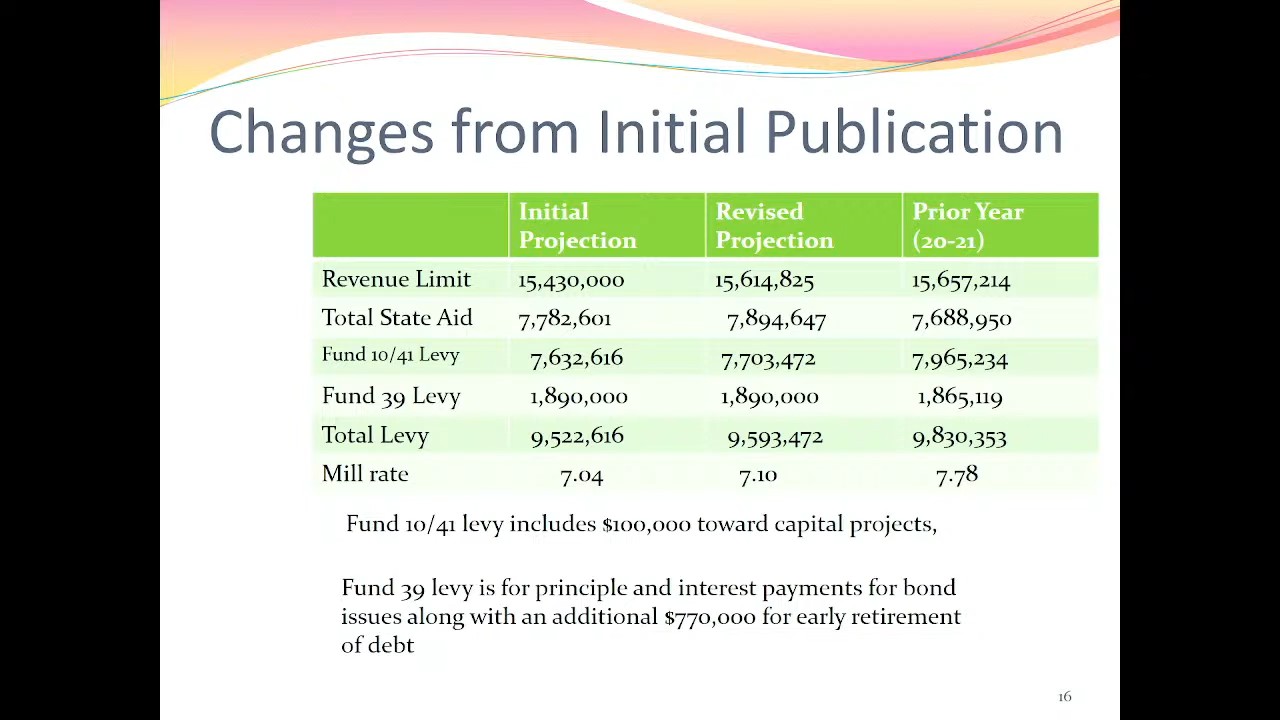 Changes from Initial Publication
Initial Projection Revised Projection Prior Year (20-21)
Revenue Limit 15,430,000 15,614,825 15,657,214
Total State Aid 7,782,601 7,894,647 7,688,950
Fund 10/41 Levy 7,632,616 7,703,472 7,965,234
Fund 39 Levy 1,890,000 1,890,000 1,865,119
Total Levy 9,522,616 9,593,472 9,830,353
Mill rate 7.04 7.10 7.78
Fund 10/41 levy includes $100,000 toward capital projects,
Fund 39 levy is for principle and interest payments for bond
issues along with an additional $770,000 for early retirement
of debt
16